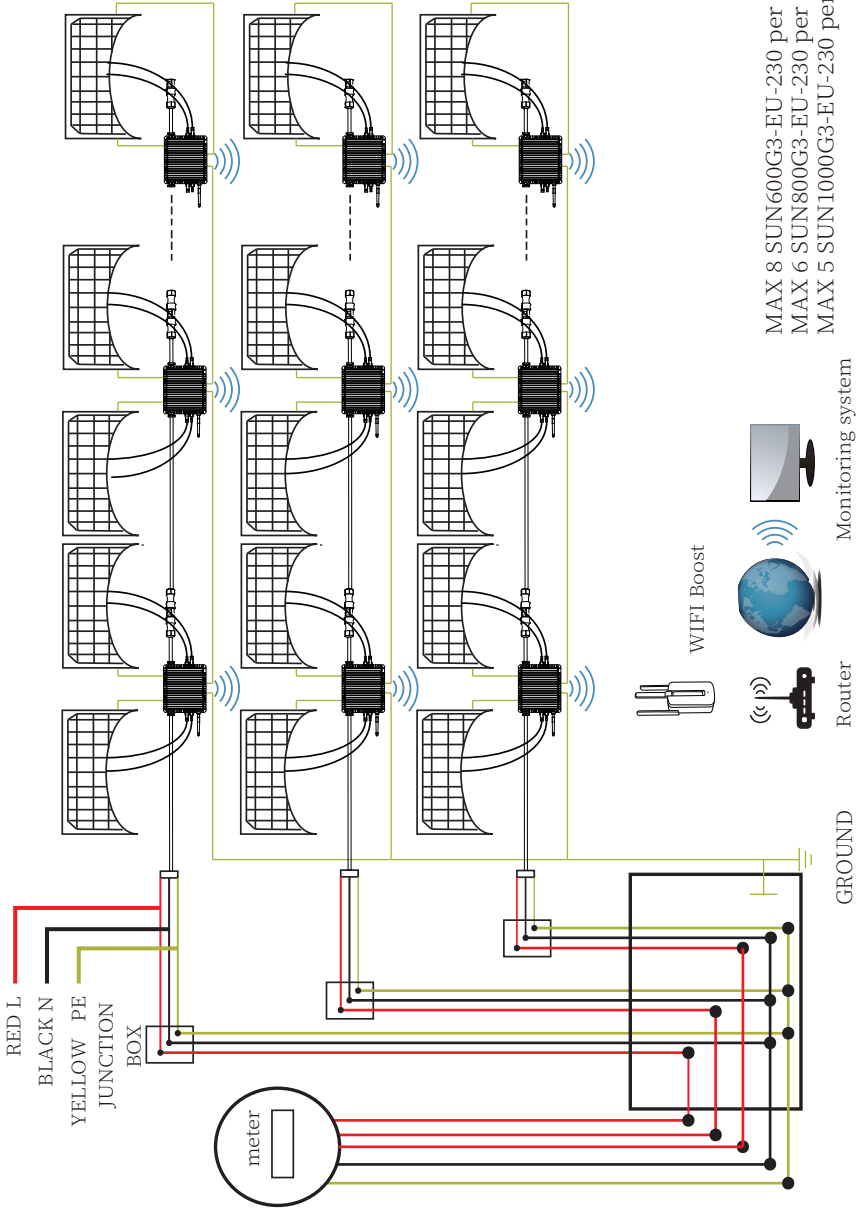 RED L
BLACK N
YELLOW PE
JUNCTION
BOX
meter
GROUND
Router
WIFI Boost
Monitoring system
MAX 8 SUN600G3-EU-230 per
MAX 6 SUN800G3-EU-230 per
MAX 5 SUN1000G3-EU-230 per